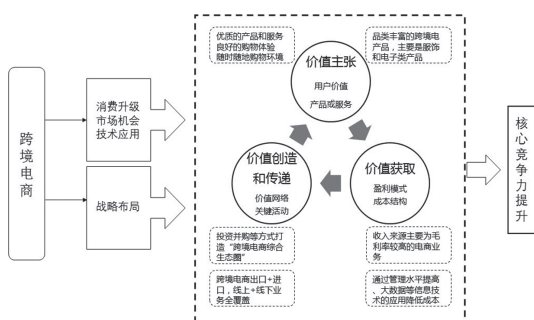 跨
境
电
商
消费升级
市场机会
技术应用
战略布局
优质的产品和服务
良好的购物体验
随时随地购物环境
品类丰富的跨境电
产品，主要是服饰
和电子类产品
价值主张
用户价值
产品或服务
价值创造
和传递
价值网络
关键活动
价值获取
盈利模式
成本结构
投资并购等方式打
造“跨境电商综合
生态圈”
跨境电商出口+进
口，线上+线下业
务全覆盖
收入来源主要为毛
利率较高的电商业
务
通过管理水平提高
、大数据等信息技
术的应用降低成本
核
心
竞
争
力
提
升